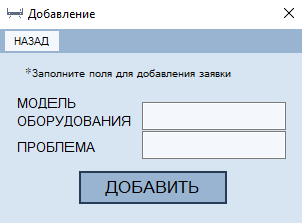 Добавление
НАЗАД
*Заполните поля для добавления заявки
МОДЕЛЬ
ОБОРУДОВАНИЯ
ПРОБЛЕМА
ДОБАВИТЬ